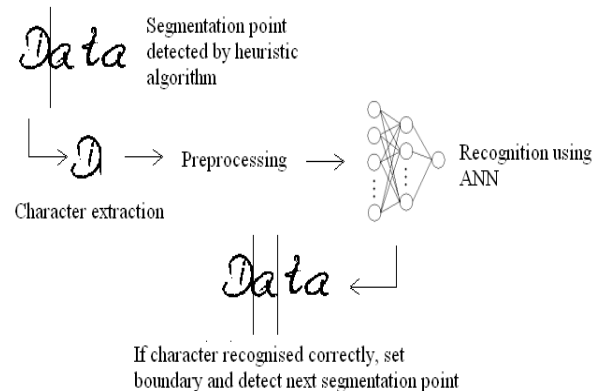 Data
Segmentation point
detected by heuristic
algorithm
D
Preprocessing
Recognition using
ANN
Character extraction
Data
If character recognised correctly, set
boundary and detect next segmentation point